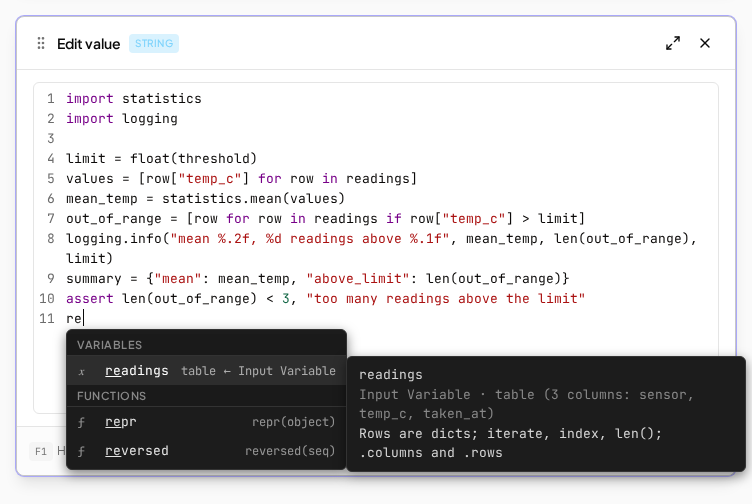 Edit value STRING
1 import statistics
2 import logging
3
4 limit = float(threshold)
5 values = [row["temp_c"] for row in readings]
6 mean_temp = statistics.mean(values)
7 out_of_range = [row for row in readings if row["temp_c"] > limit]
8 logging.info("mean %.2f, %d readings above %.1f", mean_temp, len(out_of_range),
limit)
9 summary = {"mean": mean_temp, "above_limit": len(out_of_range)}
10 assert len(out_of_range) < 3, "too many readings above the limit"
11 re
VARIABLES
x readings table ← Input Variable
FUNCTIONS
ƒ repr repr(object)
ƒ reversed reversed(seq)
readings
Input Variable · table (3 columns: sensor,
temp_c, taken_at)
Rows are dicts; iterate, index, len();
.columns and .rows
F1 H